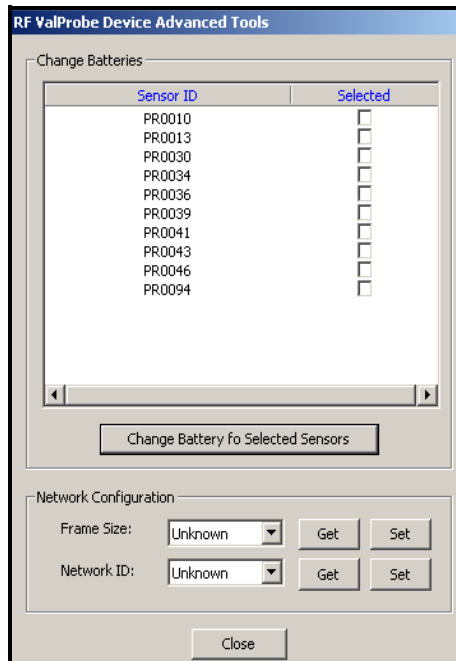 RF ValProbe Device Advanced Tools
Change Batteries
Sensor ID Selected
PR0010
PR0013
PR0030
PR0034
PR0036
PR0039
PR0041
PR0043
PR0046
PR0094
Change Battery fo Selected Sensors
Network Configuration
Frame Size: Unknown Get Set
Network ID: Unknown Get Set
Close